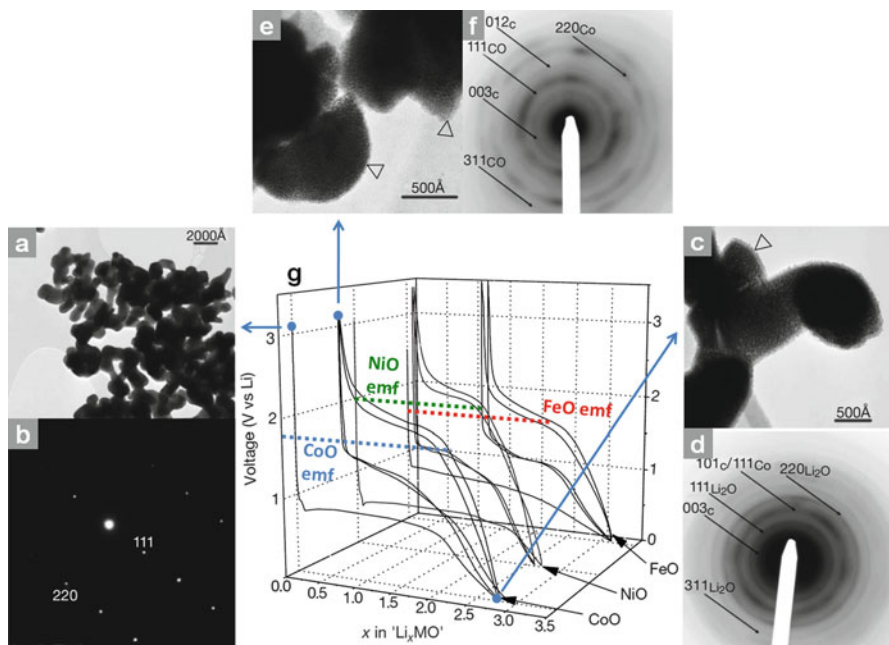 e
500Å
f
012c
220Co
111CO
003c
311CO
a
2000Å
b
111
220
g
3
2
1
Voltage (V vs Li)
NiO
emf
FeO emf
CoO
emf
3
2
1
0
0.0
0.5
1.0
1.5
2.0
2.5
3.0
3.5
x in 'LiₓMO'
FeO
NiO
CoO
c
500Å
d
101c/111Co
220Li₂O
111Li₂O
003c
311Li₂O